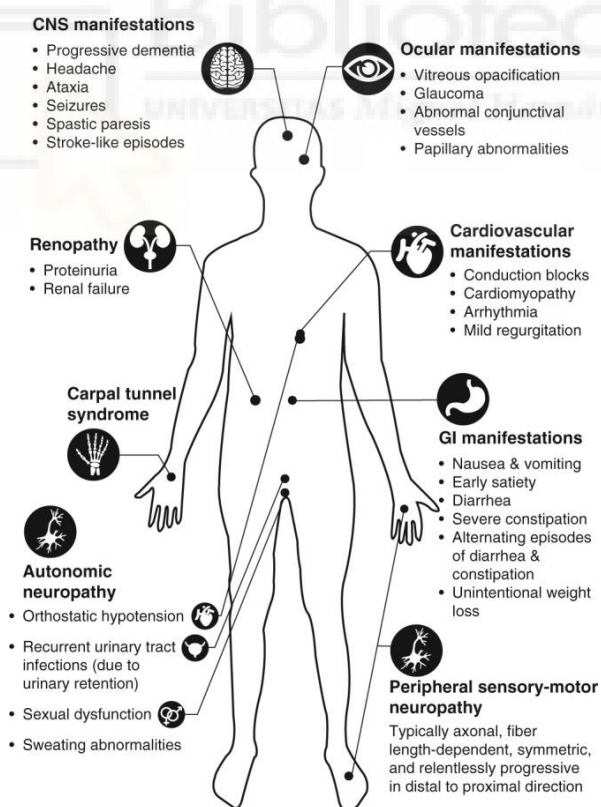 Bibliotec
UNIVERSITAS Miguel Hernánd
CNS manifestations
• Progressive dementia
• Headache
• Ataxia
• Seizures
• Spastic paresis
• Stroke-like episodes
Ocular manifestations
• Vitreous opacification
• Glaucoma
• Abnormal conjunctival
vessels
• Papillary abnormalities
Renopathy
• Proteinuria
• Renal failure
Cardiovascular
manifestations
• Conduction blocks
• Cardiomyopathy
• Arrhythmia
• Mild regurgitation
Carpal tunnel
syndrome
GI manifestations
• Nausea & vomiting
• Early satiety
• Diarrhea
• Severe constipation
• Alternating episodes
of diarrhea &
constipation
• Unintentional weight
loss
Autonomic
neuropathy
• Orthostatic hypotension
• Recurrent urinary tract
infections (due to
urinary retention)
• Sexual dysfunction
• Sweating abnormalities
Peripheral sensory-motor
neuropathy
Typically axonal, fiber
length-dependent, symmetric,
and relentlessly progressive
in distal to proximal direction